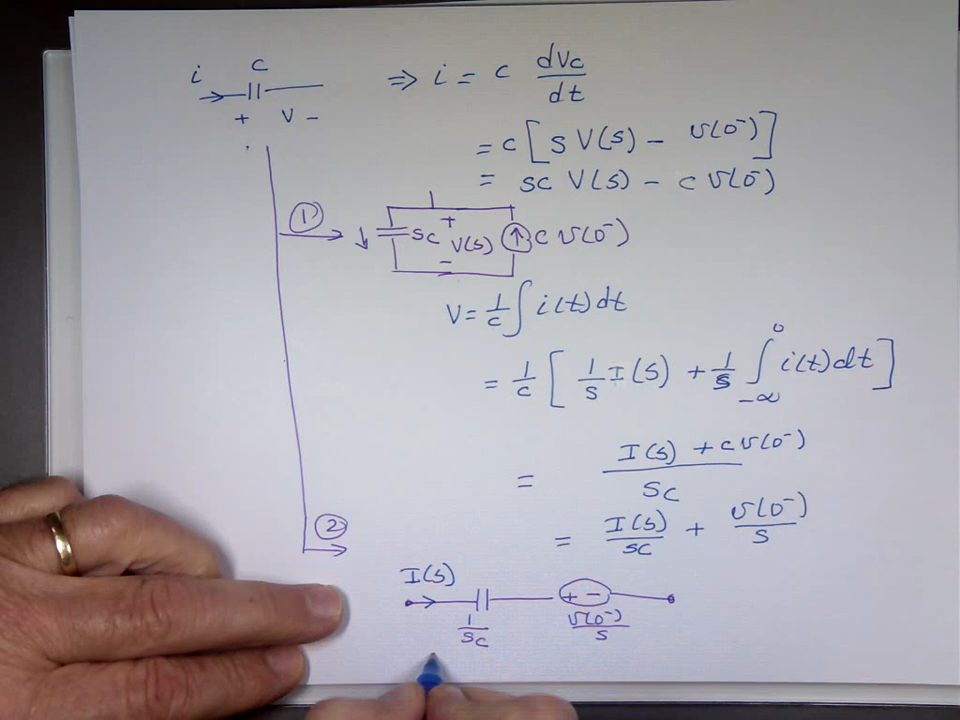 i C ⇒ i = C dVc/dt
+ V −
= C [ S V(s) − v(0⁻) ]
= SC V(s) − C v(0⁻)
① ↓ SC + V(s) − ↑ C v(0⁻)
V = 1/C ∫ i(t) dt
= 1/C [ 1/S I(s) + 1/S ∫_{-∞}^{0} i(t) dt ]
= I(s) + C v(0⁻) / SC
② = I(s)/SC + v(0⁻)/S
I(s)
+ −
1/SC v(0⁻)/S